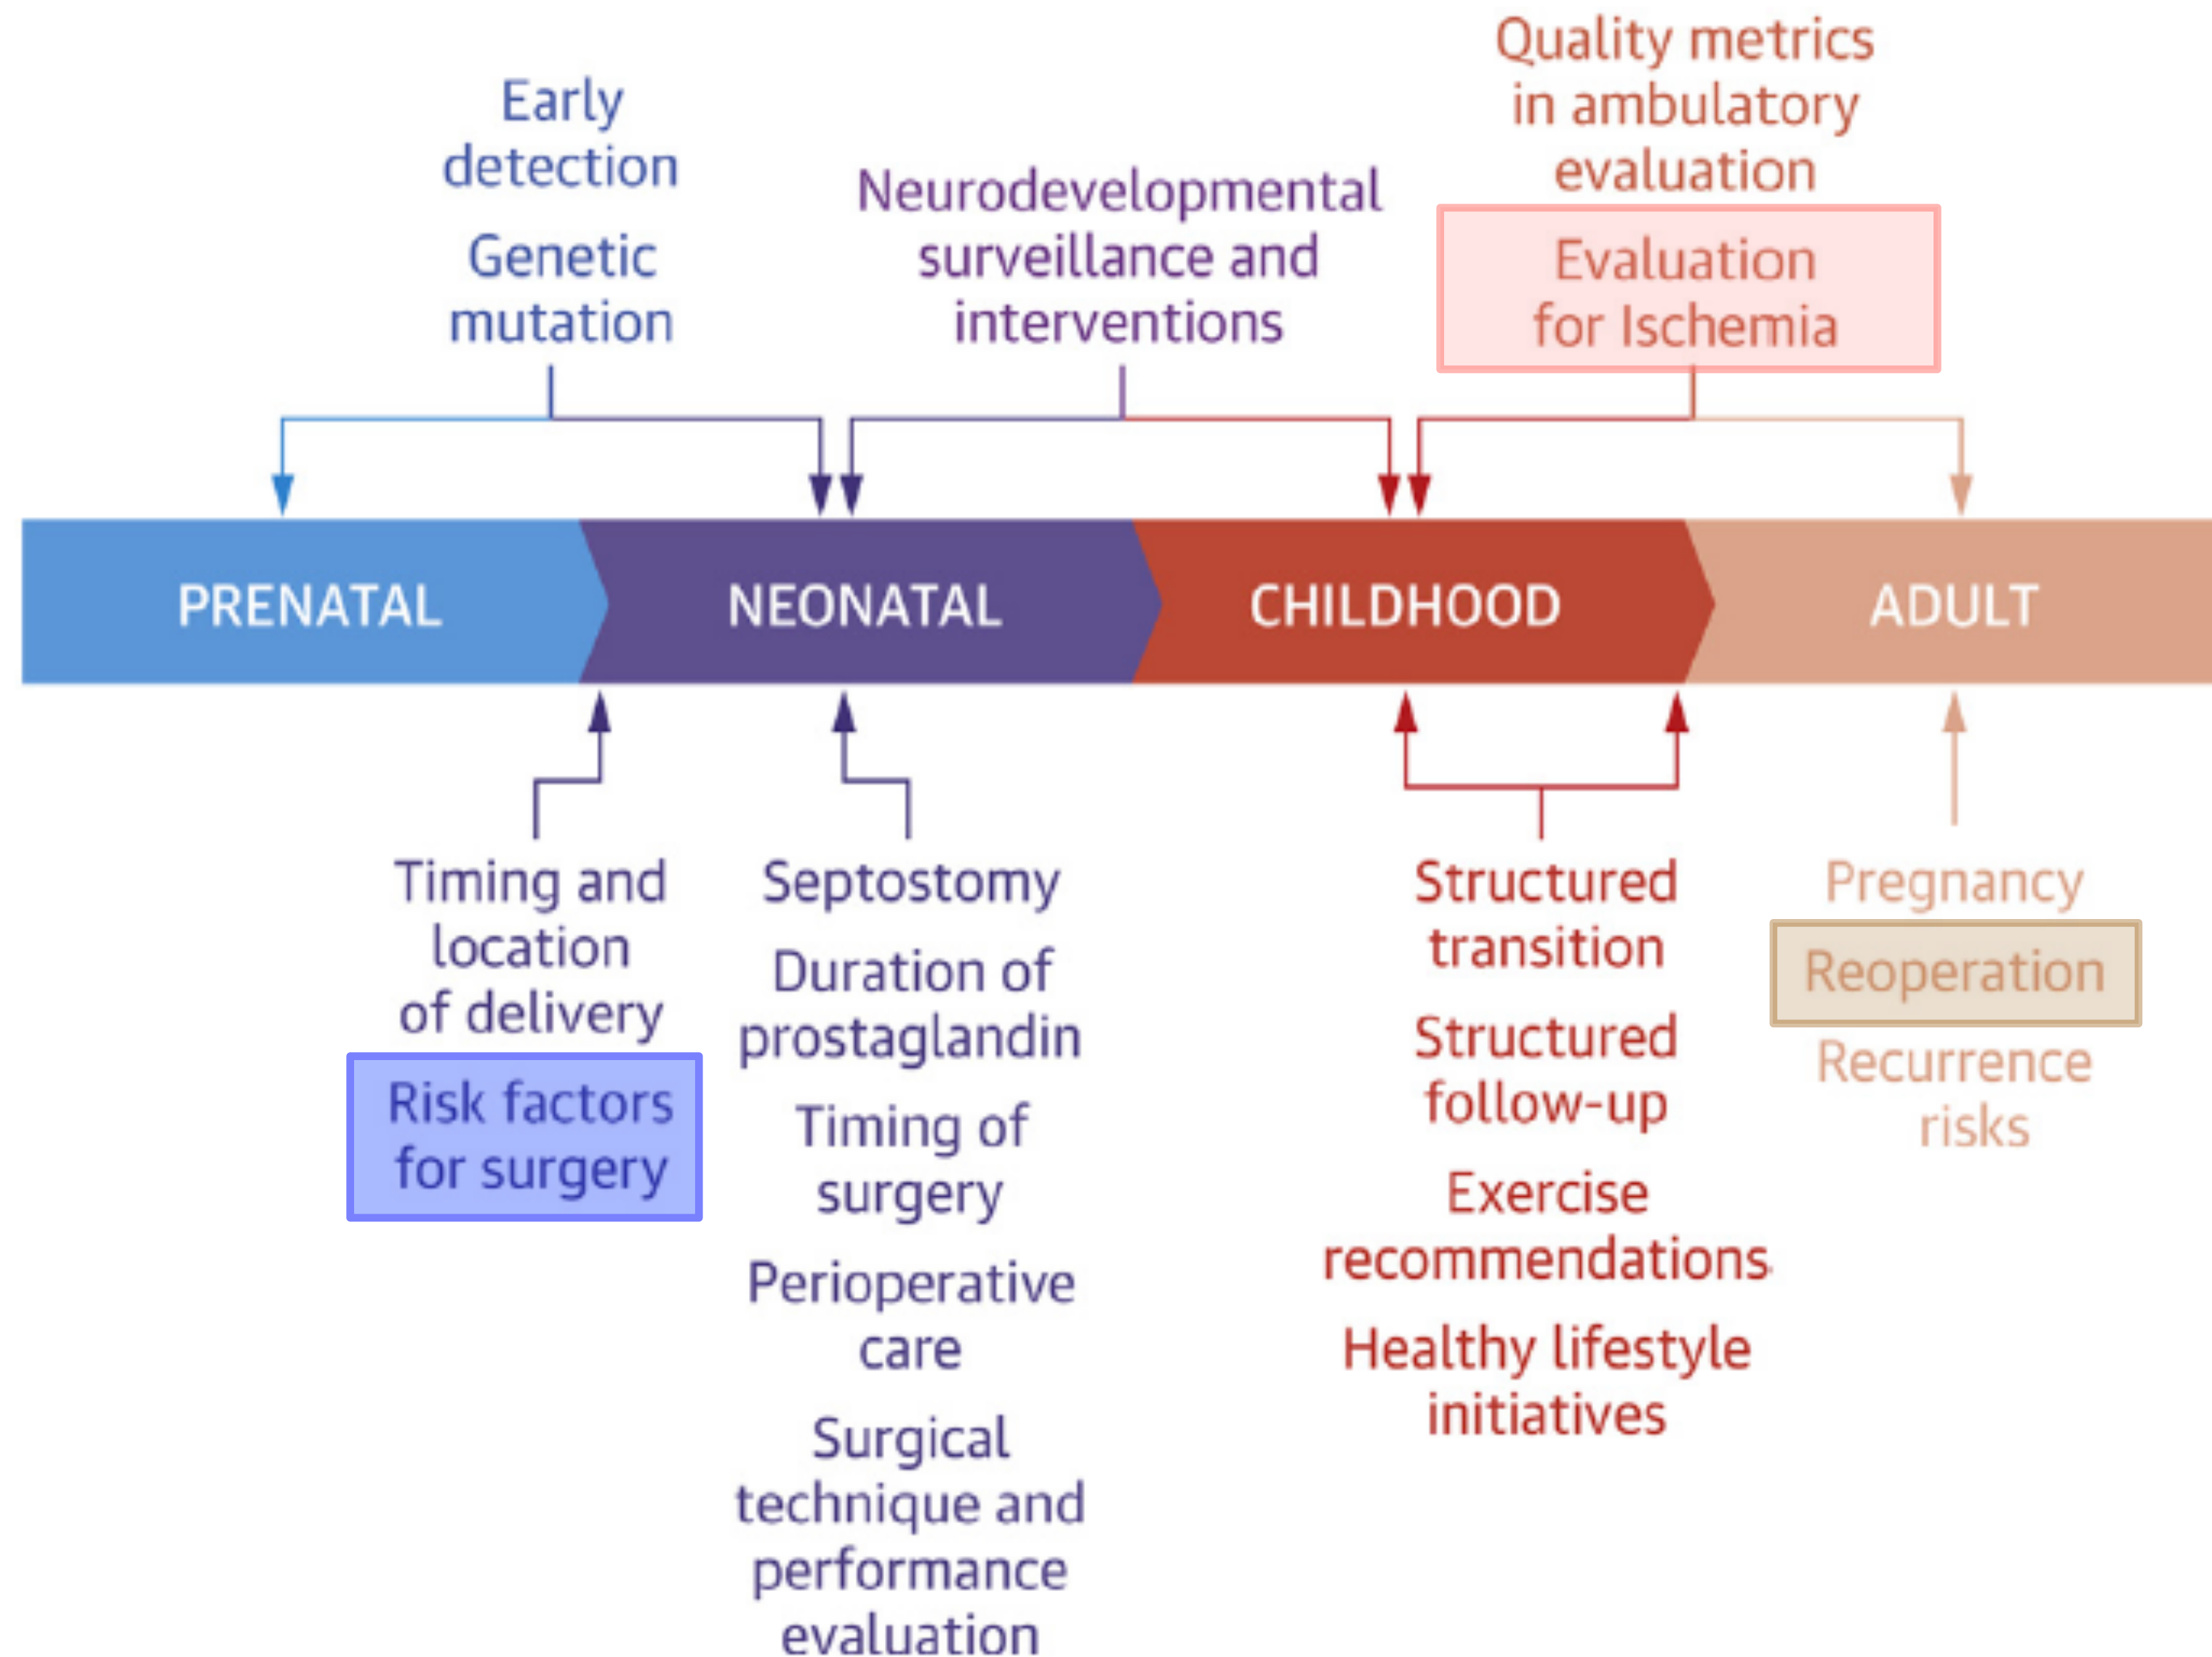 Early
detection
Genetic
mutation
Neurodevelopmental
surveillance and
interventions
Quality metrics
in ambulatory
evaluation
Evaluation
for Ischemia
PRENATAL
NEONATAL
CHILDHOOD
ADULT
Timing and
location
of delivery
Risk factors
for surgery
Septostomy
Duration of
prostaglandin
Timing of
surgery
Perioperative
care
Surgical
technique and
performance
evaluation
Structured
transition
Structured
follow-up
Exercise
recommendations
Healthy lifestyle
initiatives
Pregnancy
Reoperation
Recurrence
risks